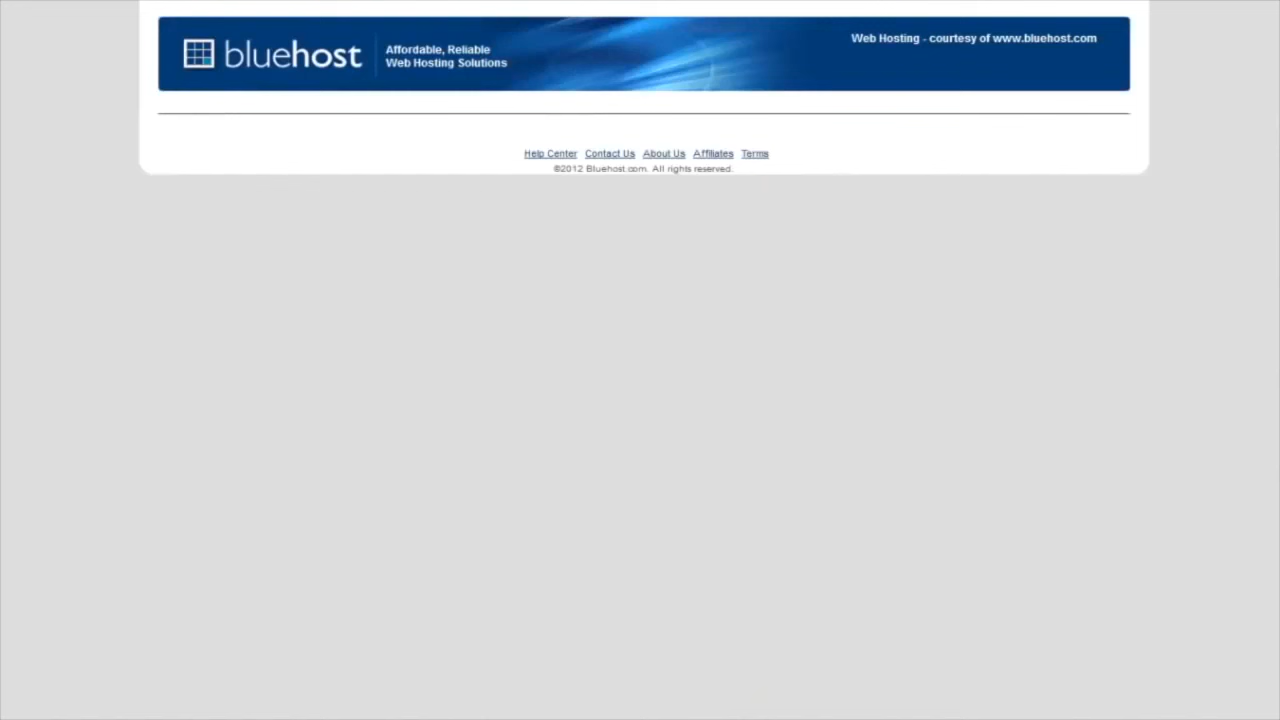 bluehost
Affordable, Reliable
Web Hosting Solutions
Web Hosting - courtesy of www.bluehost.com
Help Center Contact Us About Us Affiliates Terms
©2012 Bluehost.com. All rights reserved.